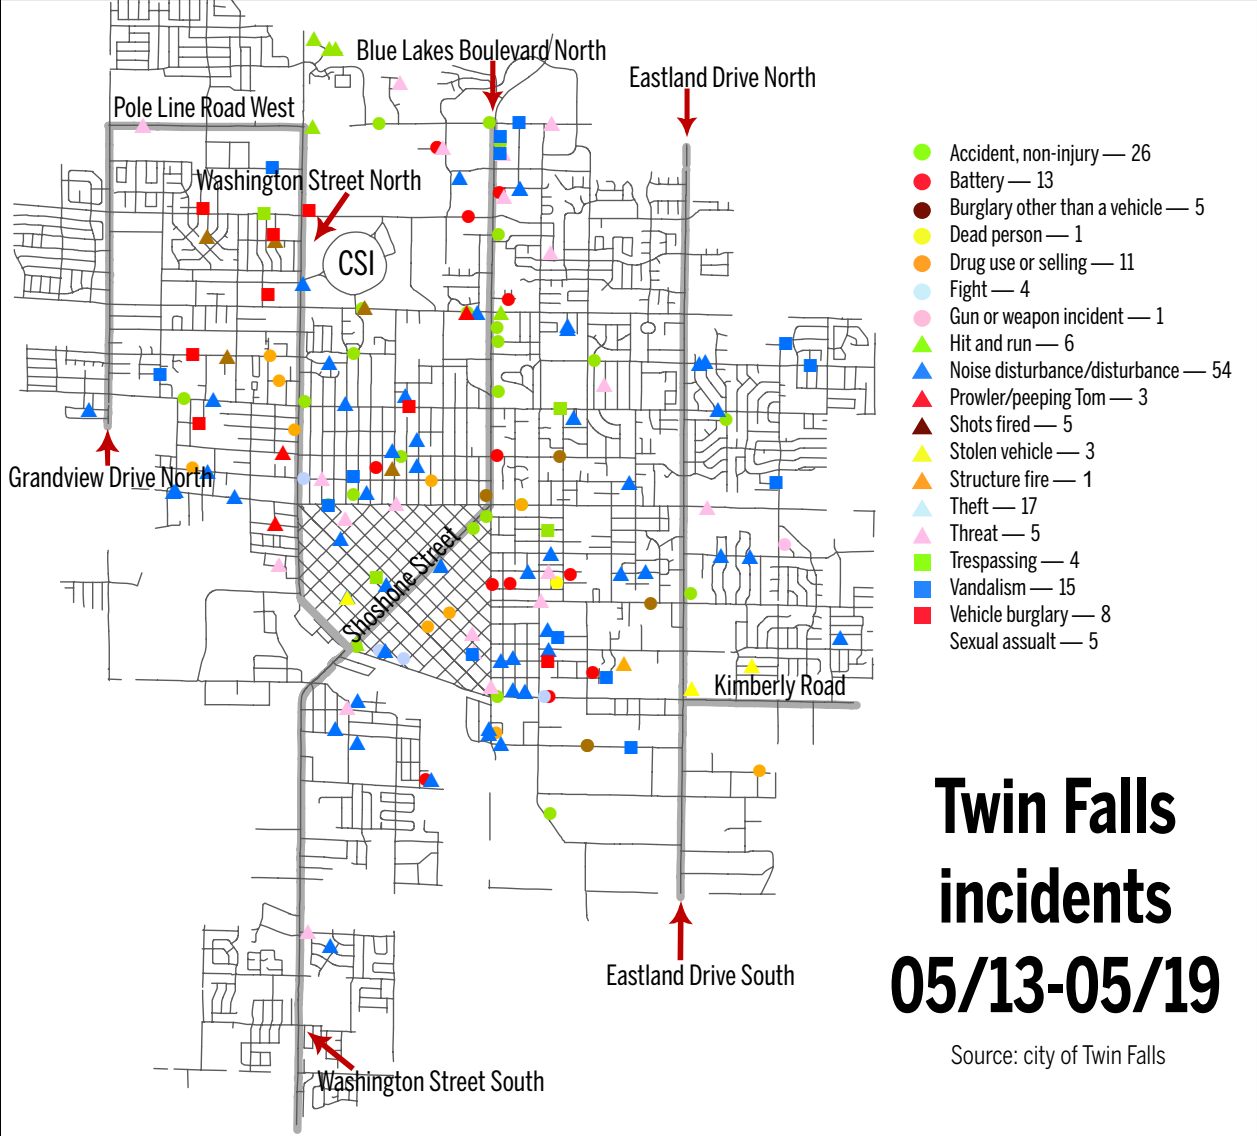 Blue Lakes Boulevard North
Eastland Drive North
Pole Line Road West
Washington Street North
CSI
Grandview Drive North
Shoshone Street
Kimberly Road
Eastland Drive South
Washington Street South
Accident, non-injury — 26
Battery — 13
Burglary other than a vehicle — 5
Dead person — 1
Drug use or selling — 11
Fight — 4
Gun or weapon incident — 1
Hit and run — 6
Noise disturbance/disturbance — 54
Prowler/peeping Tom — 3
Shots fired — 5
Stolen vehicle — 3
Structure fire — 1
Theft — 17
Threat — 5
Trespassing — 4
Vandalism — 15
Vehicle burglary — 8
Sexual assualt — 5
Twin Falls
incidents
05/13-05/19
Source: city of Twin Falls